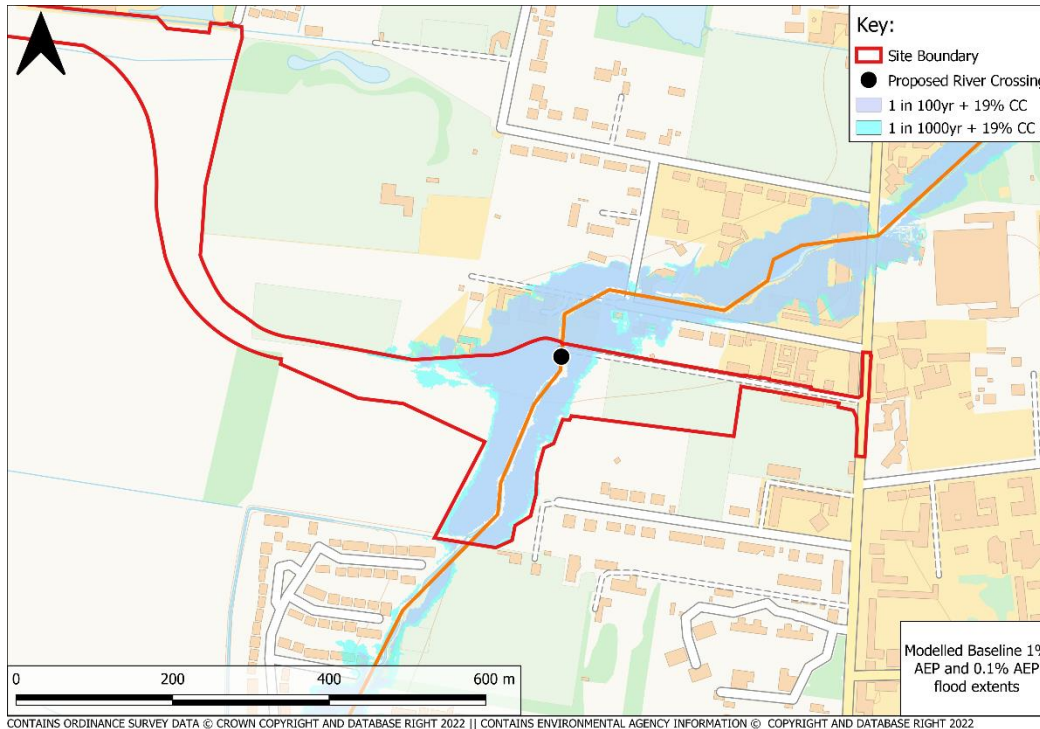 Key:
Site Boundary
Proposed River Crossing
1 in 100yr + 19% CC
1 in 1000yr + 19% CC
Modelled Baseline 1%
AEP and 0.1% AEP
flood extents
0 200 400 600 m
CONTAINS ORDINANCE SURVEY DATA © CROWN COPYRIGHT AND DATABASE RIGHT 2022 || CONTAINS ENVIRONMENTAL AGENCY INFORMATION © COPYRIGHT AND DATABASE RIGHT 2022